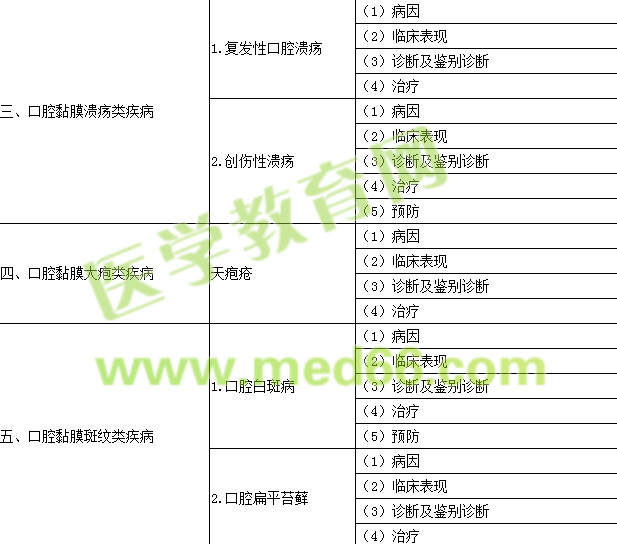 三、口腔黏膜溃疡类疾病
1.复发性口腔溃疡
（1）病因
（2）临床表现
（3）诊断及鉴别诊断
（4）治疗
2.创伤性溃疡
（1）病因
（2）临床表现
（3）诊断及鉴别诊断
（4）治疗
（5）预防
四、口腔黏膜大疱类疾病
天疱疮
（1）病因
（2）临床表现
（3）诊断及鉴别诊断
（4）治疗
五、口腔黏膜斑纹类疾病
1.口腔白斑病
（1）病因
（2）临床表现
（3）诊断及鉴别诊断
（4）治疗
（5）预防
2.口腔扁平苔藓
（1）病因
（2）临床表现
（3）诊断及鉴别诊断
（4）治疗
医学教育网
www.med66.com